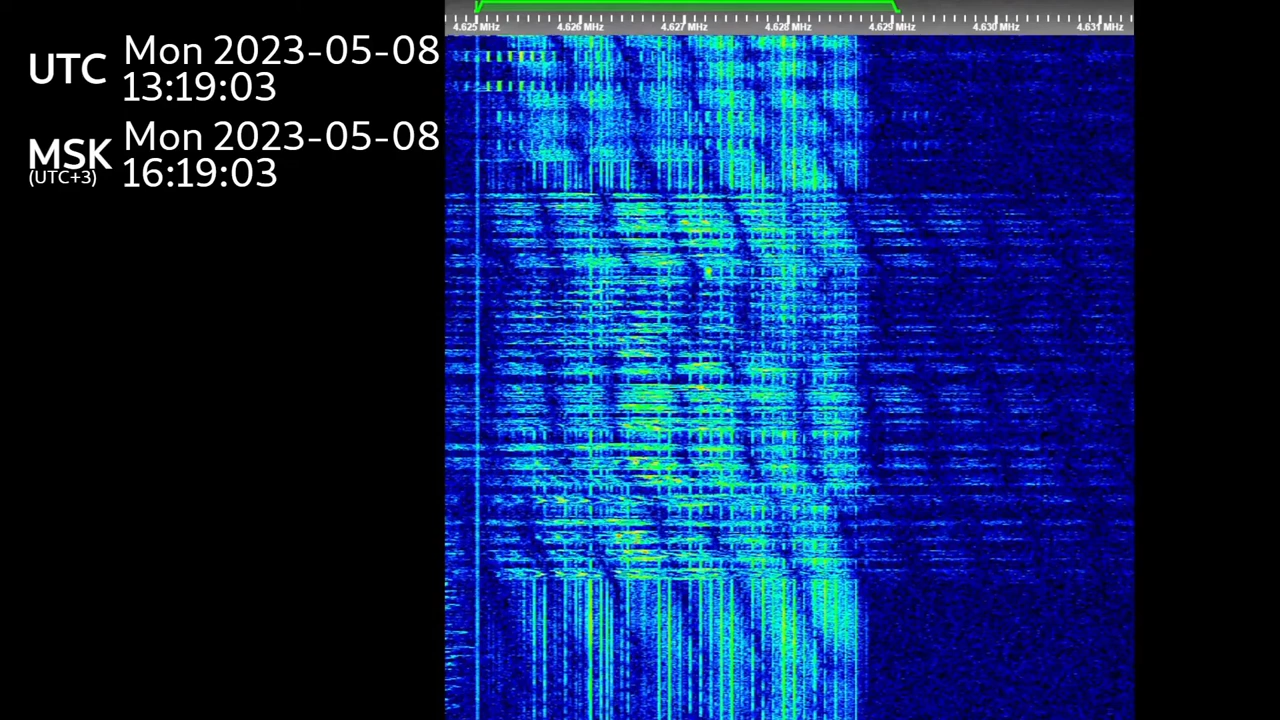 4.625 MHz 4.626 MHz 4.627 MHz 4.628 MHz 4.629 MHz 4.630 MHz 4.631 MHz
UTC Mon 2023-05-08
13:19:03
MSK Mon 2023-05-08
(UTC+3) 16:19:03